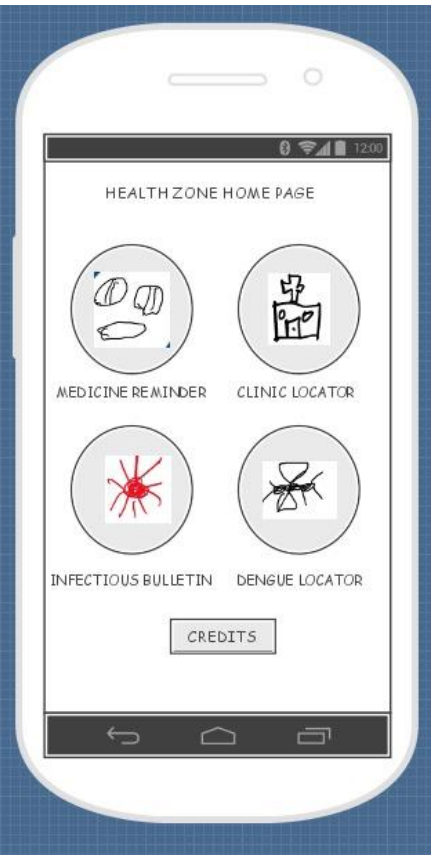 12:00
HEALTH ZONE HOME PAGE
MEDICINE REMINDER
CLINIC LOCATOR
INFECTIOUS BULLETIN
DENGUE LOCATOR
CREDITS